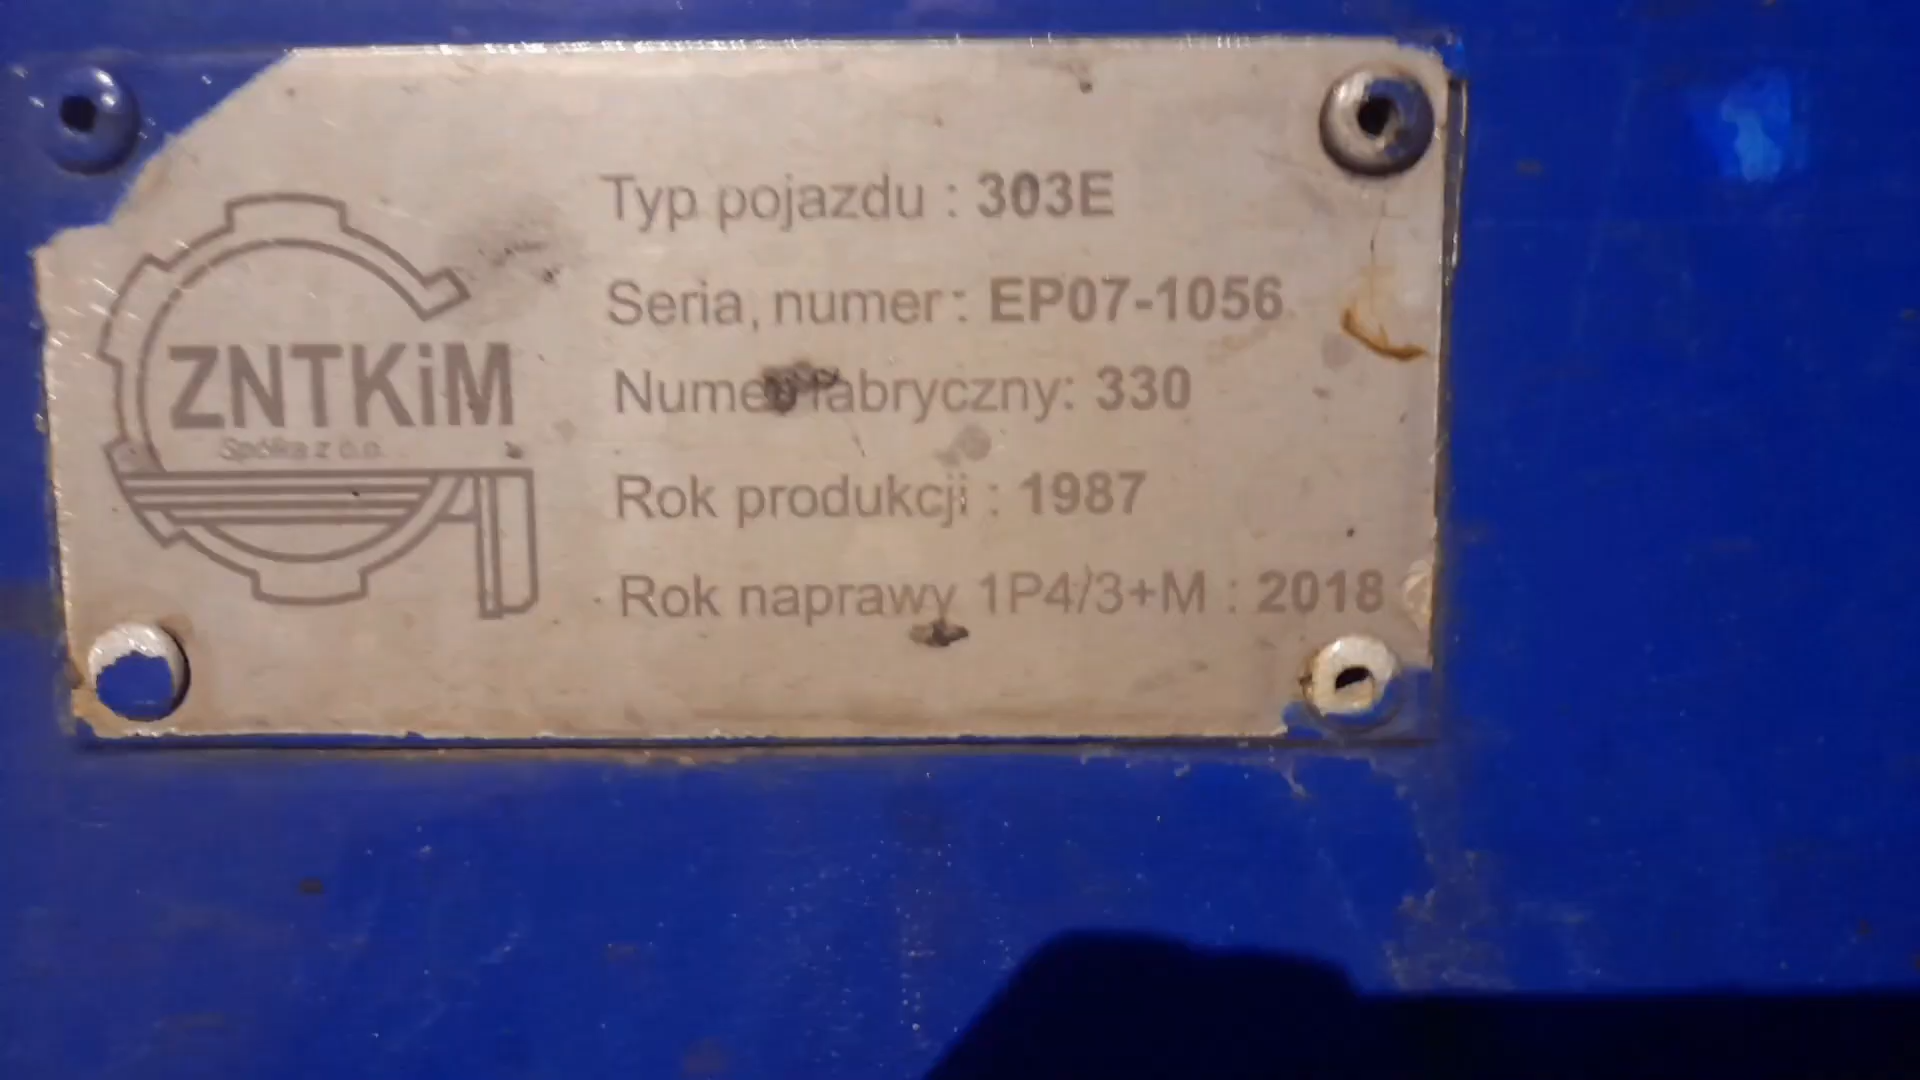 Typ pojazdu : 303E
Seria, numer : EP07-1056
Numer fabryczny: 330
Rok produkcji : 1987
Rok naprawy 1P4/3+M : 2018
ZNTKiM
Spółka z o.o.